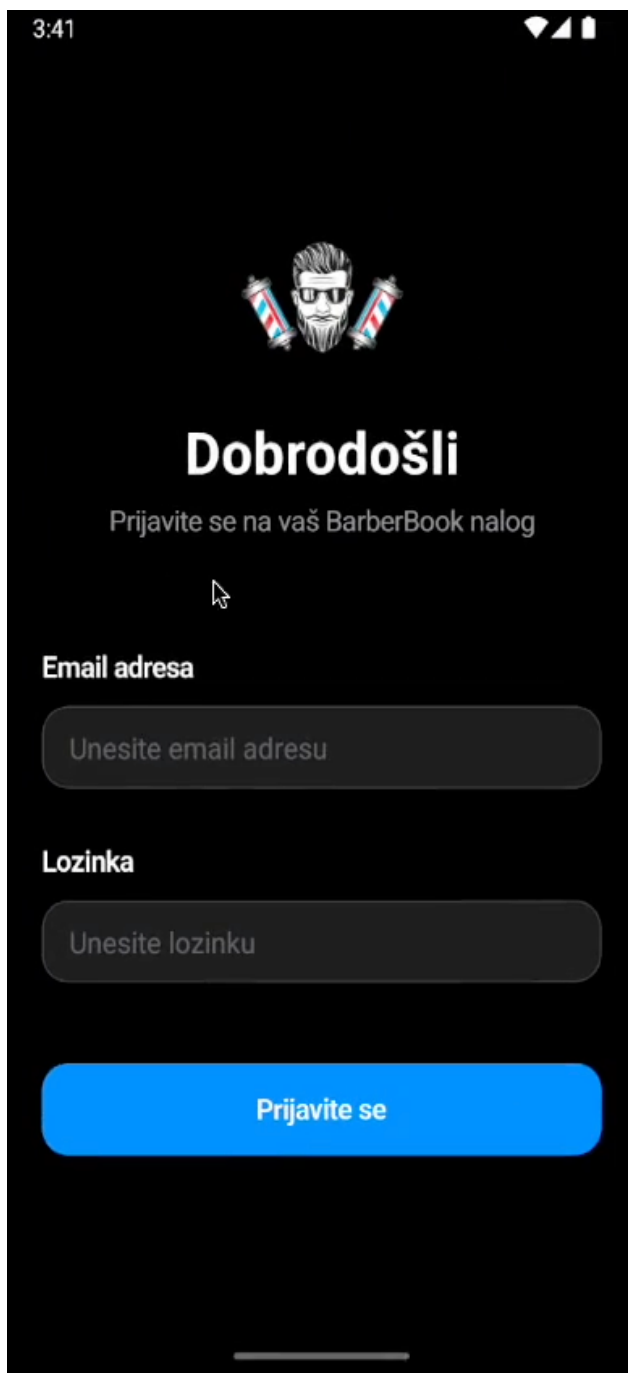 3:41
Dobrodošli
Prijavite se na vaš BarberBook nalog
Email adresa
Unesite email adresu
Lozinka
Unesite lozinku
Prijavite se